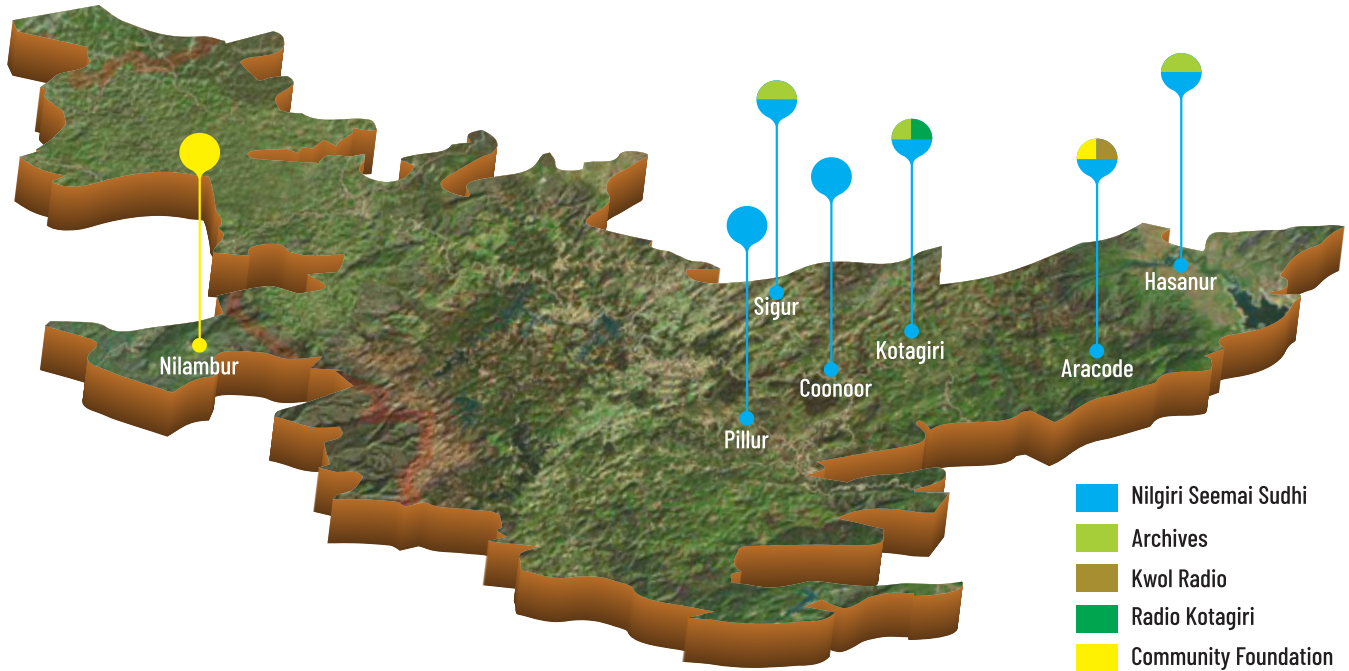 Sigur
Hasanur
Kotagiri
Nilambur
Aracode
Coonoor
Pillur
Nilgiri Seemai Sudhi
Archives
Kwol Radio
Radio Kotagiri
Community Foundation